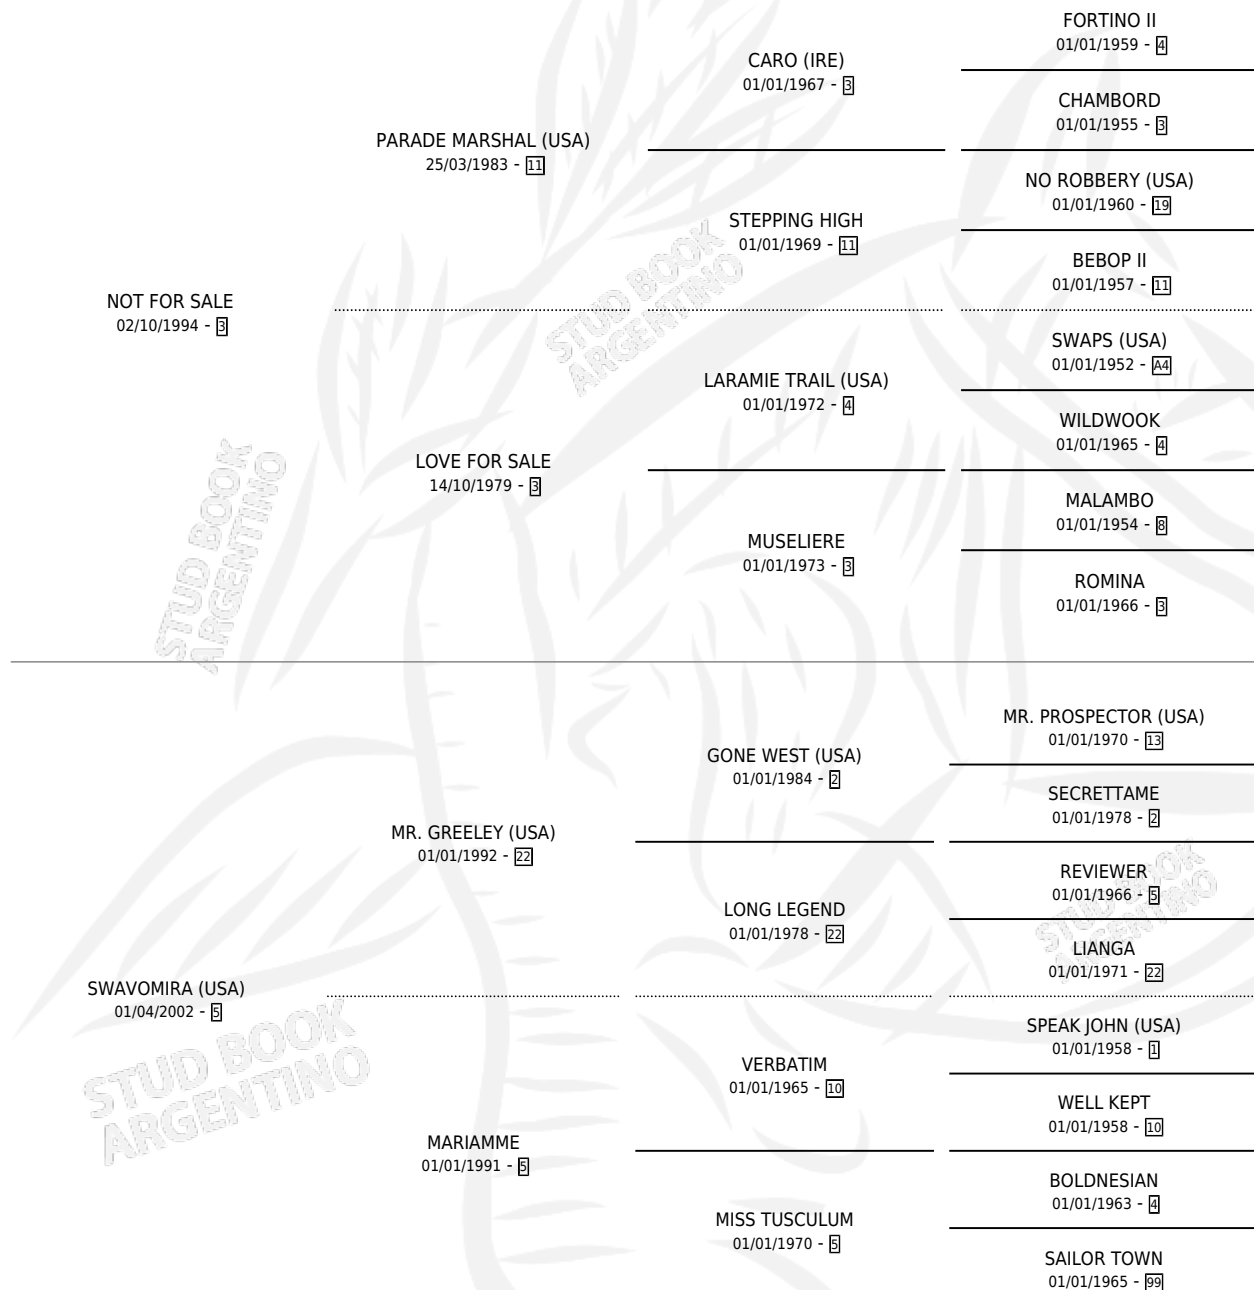 FORTINO II
01/01/1959 - 4
CARO (IRE)
01/01/1967 - 3
CHAMBORD
01/01/1955 - 3
PARADE MARSHAL (USA)
25/03/1983 - 11
NO ROBBERY (USA)
01/01/1960 - 19
STEPPING HIGH
01/01/1969 - 11
BEBOP II
01/01/1957 - 11
NOT FOR SALE
02/10/1994 - 3
STUD BOOK
ARGENTINO
SWAPS (USA)
01/01/1952 - A4
LARAMIE TRAIL (USA)
01/01/1972 - 4
WILDWOOK
01/01/1965 - 4
LOVE FOR SALE
14/10/1979 - 3
MALAMBO
01/01/1954 - 8
MUSELIERE
01/01/1973 - 3
ROMINA
01/01/1966 - 3
STUD BOOK
ARGENTINO
MR. PROSPECTOR (USA)
01/01/1970 - 13
GONE WEST (USA)
01/01/1984 - 2
SECRETTAME
01/01/1978 - 2
MR. GREELEY (USA)
01/01/1992 - 22
REVIEWER
01/01/1966 - 5
LONG LEGEND
01/01/1978 - 22
LIANGA
01/01/1971 - 22
STUD BOOK
ARGENTINO
SWAVOMIRA (USA)
01/04/2002 - 5
STUD BOOK
ARGENTINO
SPEAK JOHN (USA)
01/01/1958 - 1
VERBATIM
01/01/1965 - 10
WELL KEPT
01/01/1958 - 10
MARIAMME
01/01/1991 - 5
BOLDNESIAN
01/01/1963 - 4
MISS TUSCULUM
01/01/1970 - 5
SAILOR TOWN
01/01/1965 - 99